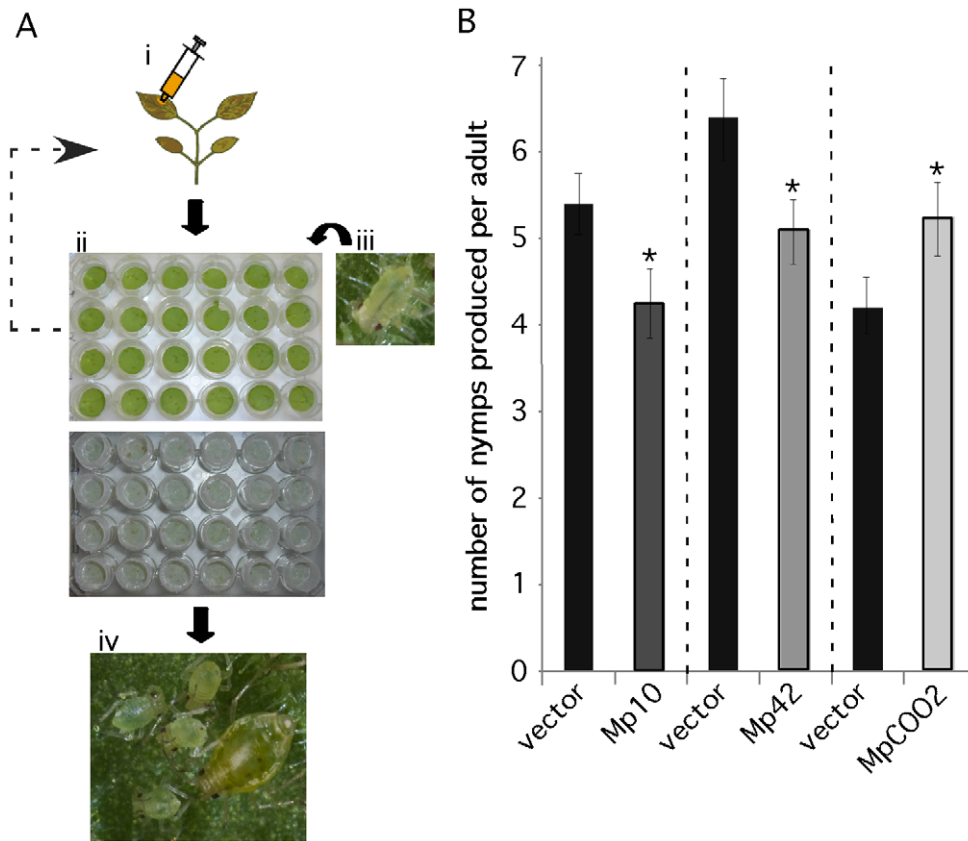 A
i
ii
iii
iv
B
number of nymps produced per adult
7
6
5
4
3
2
1
0
*
*
*
vector
Mp10
vector
Mp42
vector
MpCOO2